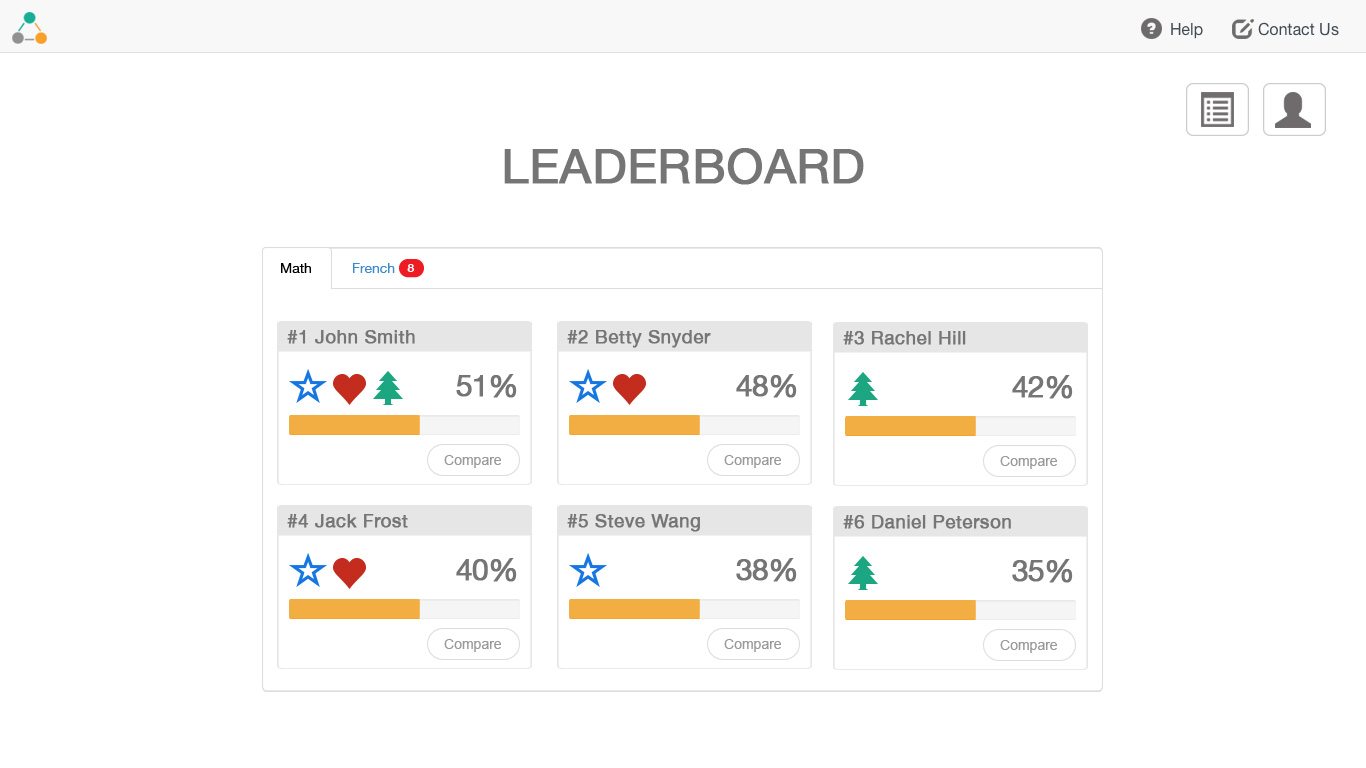 Help
Contact Us
LEADERBOARD
Math
French 8
#1 John Smith
51%
Compare
#2 Betty Snyder
48%
Compare
#3 Rachel Hill
42%
Compare
#4 Jack Frost
40%
Compare
#5 Steve Wang
38%
Compare
#6 Daniel Peterson
35%
Compare